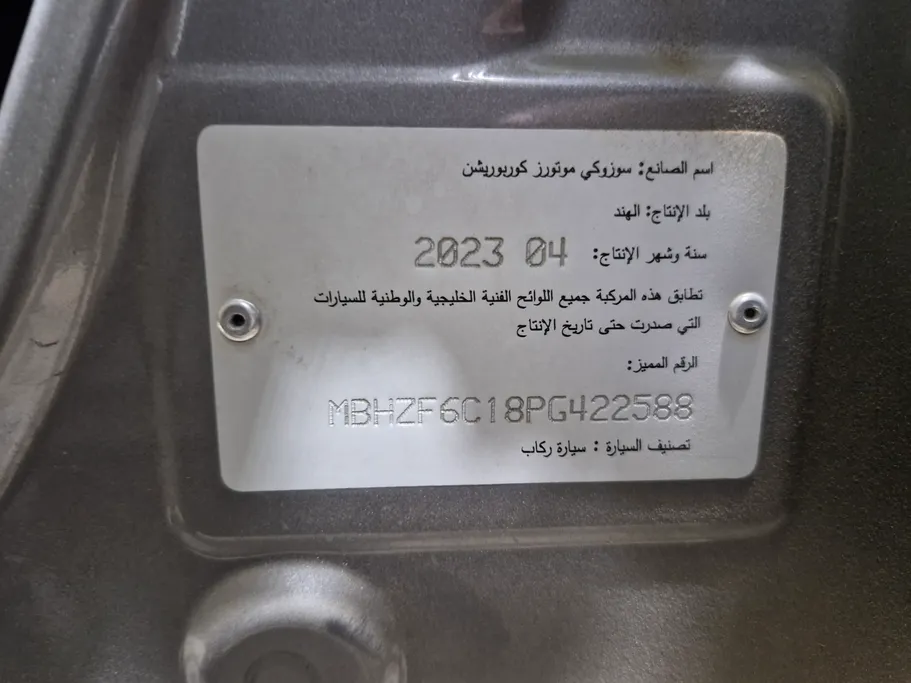 اسم الصانع: سوزوكي موتورز كوربوريشن
بلد الإنتاج: الهند
سنة وشهر الإنتاج: 2023 04
تطابق هذه المركبة جميع اللوائح الفنية الخليجية والوطنية للسيارات
التي صدرت حتى تاريخ الإنتاج
الرقم المميز:
MBHZF6C18PG422588
تصنيف السيارة : سيارة ركاب